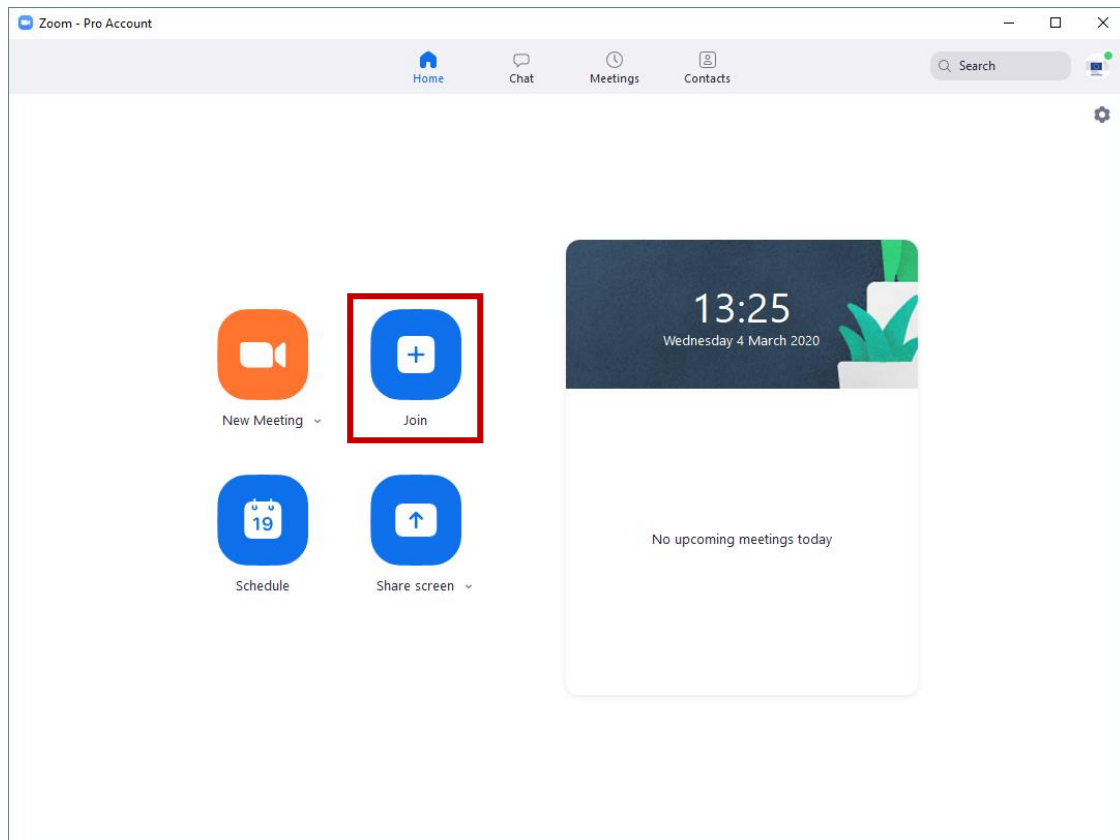 Zoom - Pro Account
Home Chat Meetings Contacts
Search
13:25
Wednesday 4 March 2020
New Meeting
Join
19
Schedule
Share screen
No upcoming meetings today